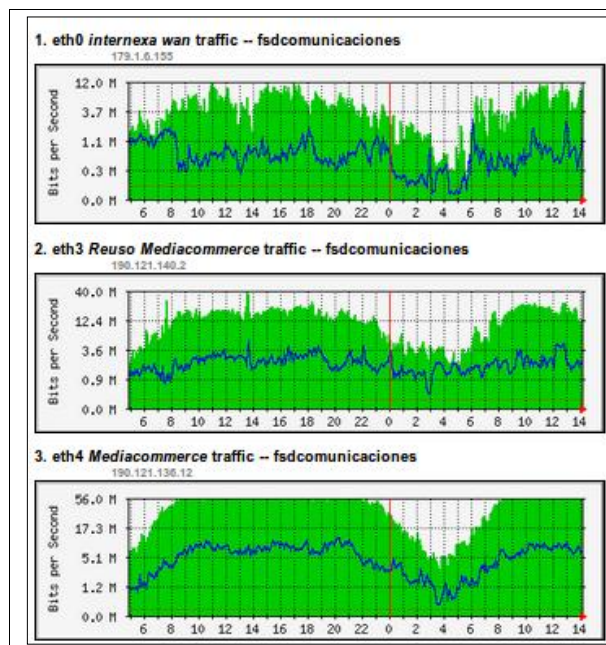 1. eth0 internexa wan traffic -- fsdcomunicaciones
179.1.6.155
Bits per Second
12.0 M
3.7 M
1.1 M
0.3 M
0.0 M
6 8 10 12 14 16 18 20 22 0 2 4 6 8 10 12 14
2. eth3 Reuso Mediacommerce traffic -- fsdcomunicaciones
190.121.140.2
Bits per Second
40.0 M
12.4 M
3.6 M
0.9 M
0.0 M
6 8 10 12 14 16 18 20 22 0 2 4 6 8 10 12 14
3. eth4 Mediacommerce traffic -- fsdcomunicaciones
190.121.136.12
Bits per Second
56.0 M
17.3 M
5.1 M
1.2 M
0.0 M
6 8 10 12 14 16 18 20 22 0 2 4 6 8 10 12 14